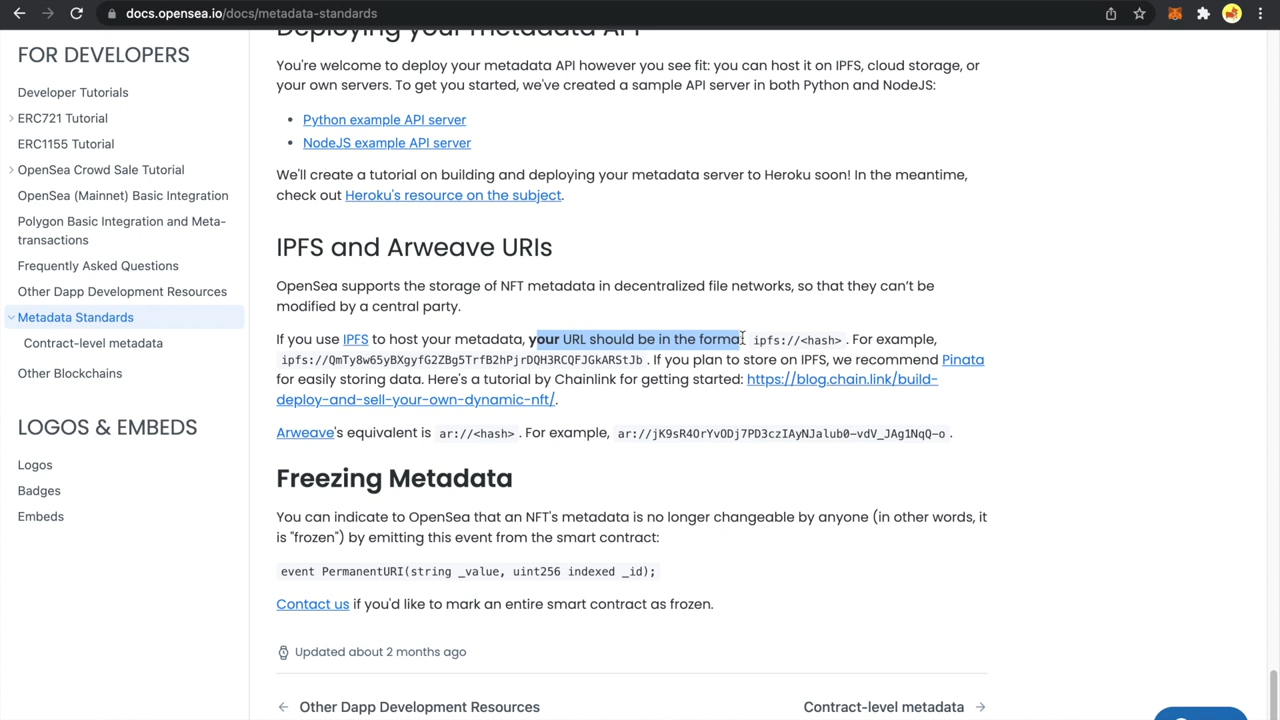 docs.opensea.io/docs/metadata-standards
FOR DEVELOPERS
Developer Tutorials
ERC721 Tutorial
ERC1155 Tutorial
OpenSea Crowd Sale Tutorial
OpenSea (Mainnet) Basic Integration
Polygon Basic Integration and Meta-
transactions
Frequently Asked Questions
Other Dapp Development Resources
Metadata Standards
Contract-level metadata
Other Blockchains
LOGOS & EMBEDS
Logos
Badges
Embeds
Deploying your metadata API
You're welcome to deploy your metadata API however you see fit: you can host it on IPFS, cloud storage, or
your own servers. To get you started, we've created a sample API server in both Python and NodeJS:
• Python example API server
• NodeJS example API server
We'll create a tutorial on building and deploying your metadata server to Heroku soon! In the meantime,
check out Heroku's resource on the subject.
IPFS and Arweave URIs
OpenSea supports the storage of NFT metadata in decentralized file networks, so that they can't be
modified by a central party.
If you use IPFS to host your metadata, your URL should be in the forma ipfs://<hash>. For example,
ipfs://QmTy8w65yBXgyfG2ZBg5TrfB2hPjrDQH3RCQFJGkARStJb. If you plan to store on IPFS, we recommend Pinata
for easily storing data. Here's a tutorial by Chainlink for getting started: https://blog.chain.link/build-
deploy-and-sell-your-own-dynamic-nft/.
Arweave's equivalent is ar://<hash>. For example, ar://jK9sR4OrYvODj7PD3czIAyNJalub0-vdV_JAg1NqQ-o.
Freezing Metadata
You can indicate to OpenSea that an NFT's metadata is no longer changeable by anyone (in other words, it
is "frozen") by emitting this event from the smart contract:
event PermanentURI(string _value, uint256 indexed _id);
Contact us if you'd like to mark an entire smart contract as frozen.
Updated about 2 months ago
← Other Dapp Development Resources
Contract-level metadata →